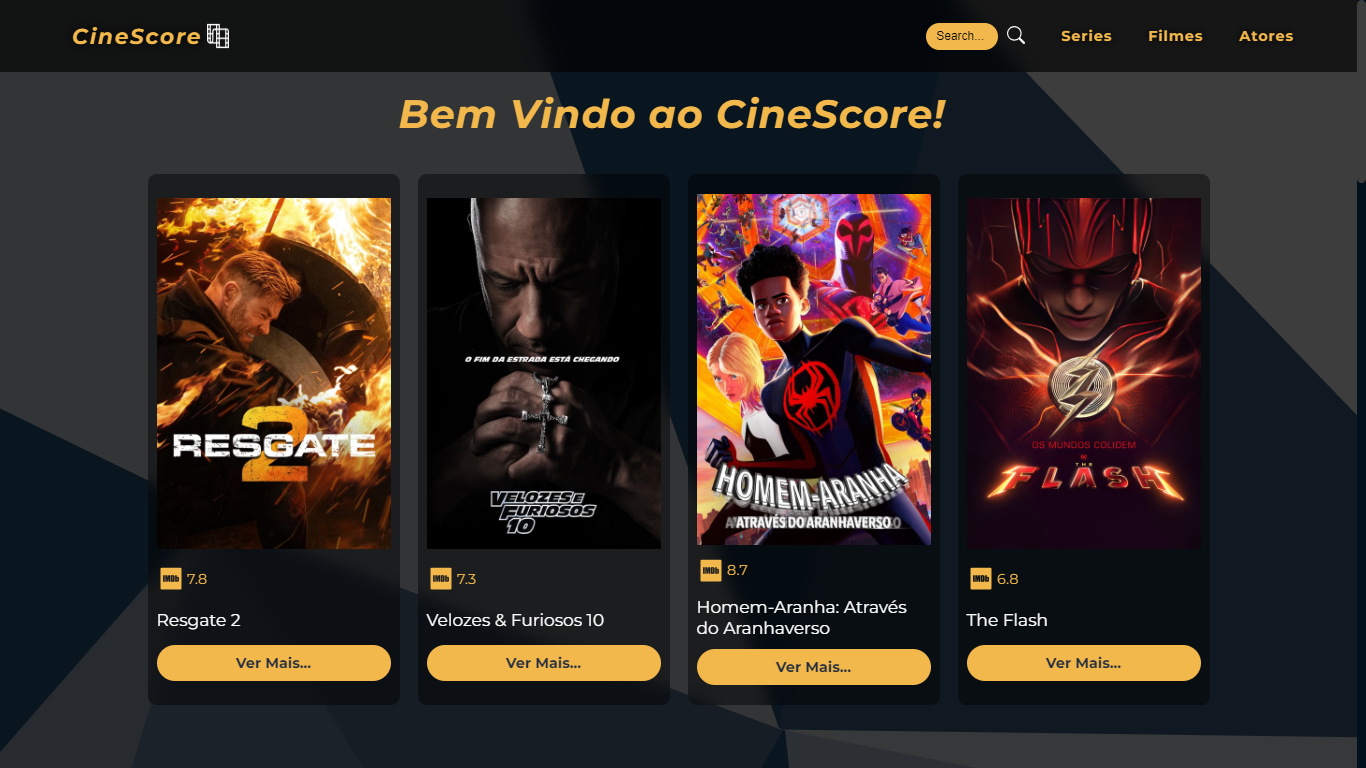 CineScore
Search...
Series
Filmes
Atores
Bem Vindo ao CineScore!
RESGATE
2
IMDb 7.8
Resgate 2
Ver Mais...
O FIM DA ESTRADA ESTÁ CHEGANDO
VELOZES E
FURIOSOS
10
IMDb 7.3
Velozes & Furiosos 10
Ver Mais...
HOMEM-ARANHA
ATRAVÉS DO ARANHAVERSO
IMDb 8.7
Homem-Aranha: Através
do Aranhaverso
Ver Mais...
OS MUNDOS COLIDEM
THE
FLASH
IMDb 6.8
The Flash
Ver Mais...